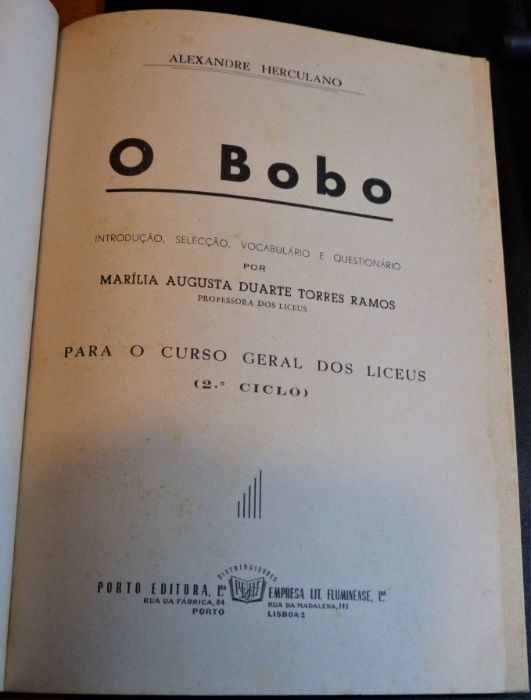 ALEXANDRE HERCULANO
O Bobo
INTRODUÇÃO, SELECÇÃO, VOCABULÁRIO E QUESTIONÁRIO
POR
MARÍLIA AUGUSTA DUARTE TORRES RAMOS
PROFESSORA DOS LICEUS
PARA O CURSO GERAL DOS LICEUS
(2.º CICLO)
DISTRIBUIDORES
PORTO EDITORA, L.ᴰᴬ
RUA DA FÁBRICA, 84
PORTO
EMPRESA LIT. FLUMINENSE, L.ᴰᴬ
RUA DA MADALENA, 145
LISBOA-2